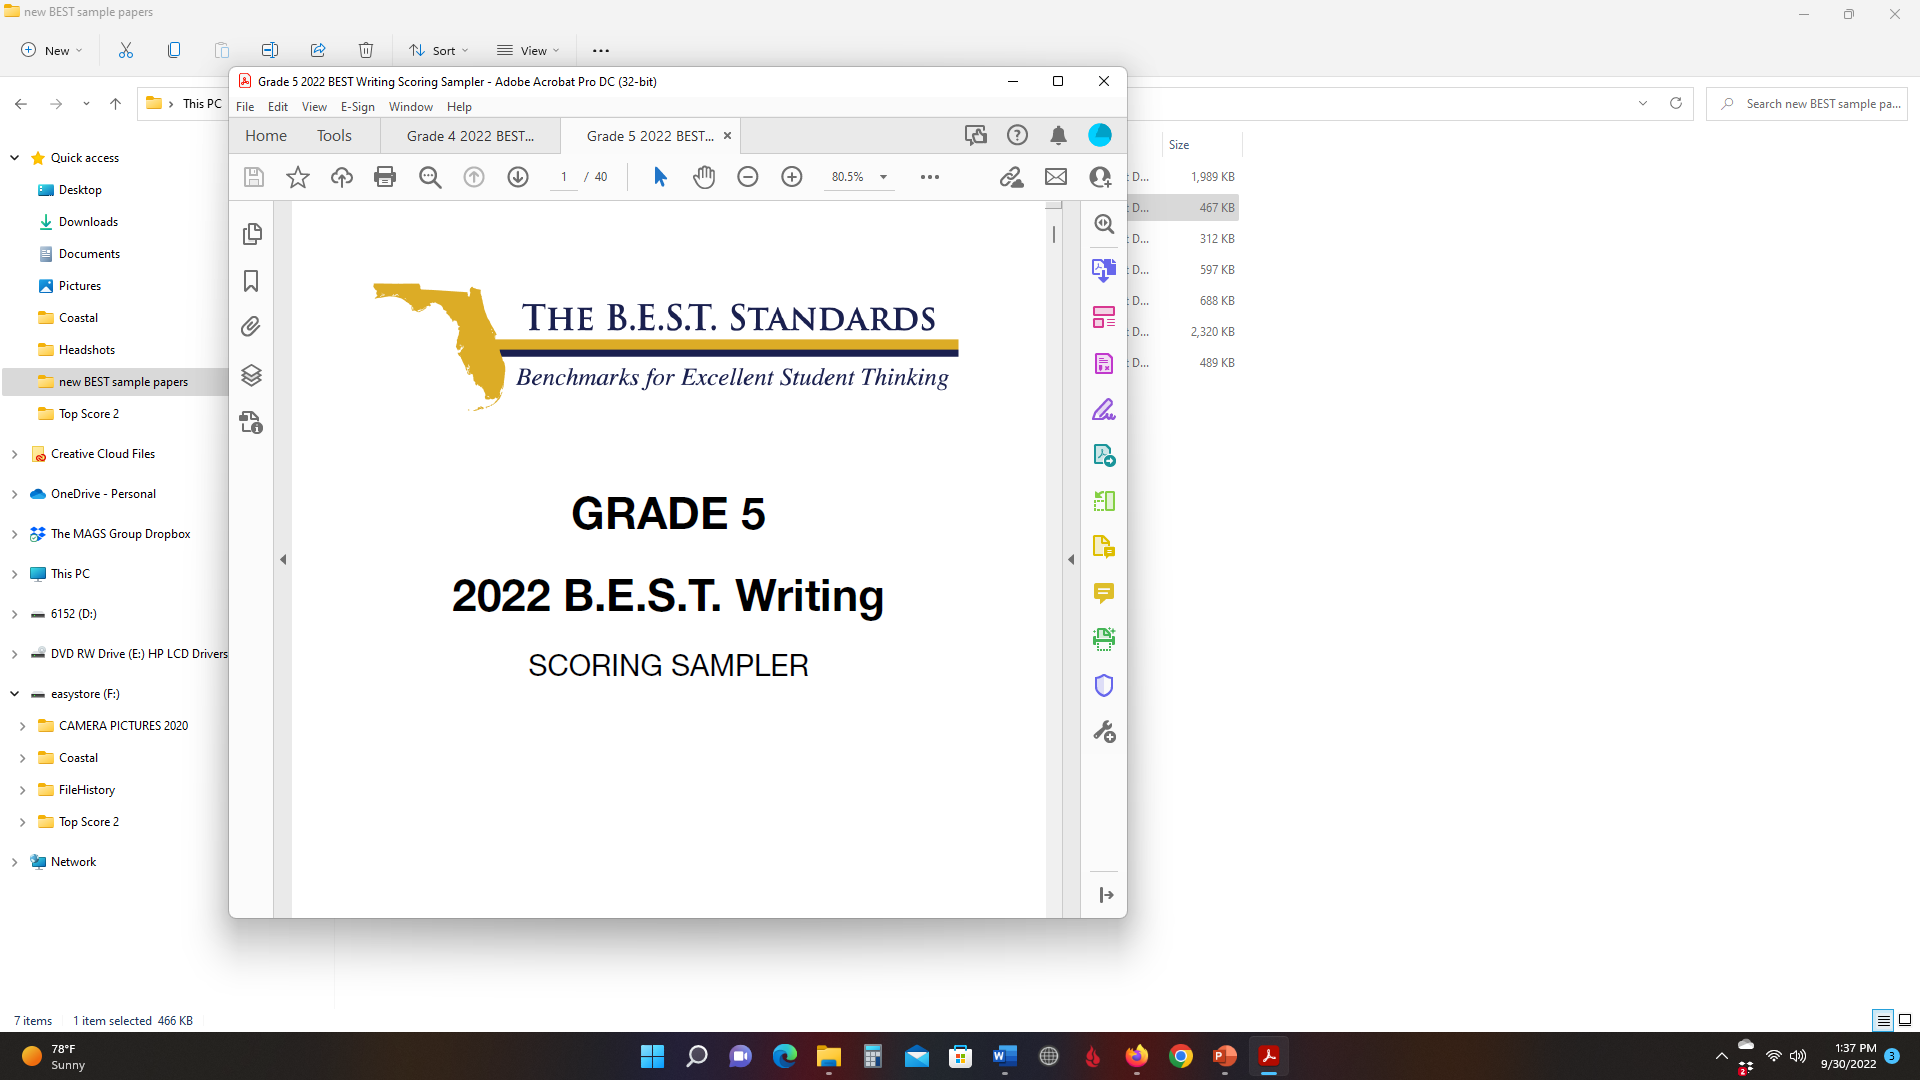 new BEST sample papers
New
Sort
View
Grade 5 2022 BEST Writing Scoring Sampler - Adobe Acrobat Pro DC (32-bit)
File Edit View E-Sign Window Help
This PC
Search new BEST sample pa...
Home Tools Grade 4 2022 BEST... Grade 5 2022 BEST...
1 / 40 80.5%
Size
Quick access
Desktop
Downloads
Documents
Pictures
Coastal
Headshots
new BEST sample papers
Top Score 2
Creative Cloud Files
OneDrive - Personal
The MAGS Group Dropbox
This PC
6152 (D:)
DVD RW Drive (E:) HP LCD Drivers
easystore (F:)
CAMERA PICTURES 2020
Coastal
FileHistory
Top Score 2
Network
THE B.E.S.T. STANDARDS
Benchmarks for Excellent Student Thinking
GRADE 5
2022 B.E.S.T. Writing
SCORING SAMPLER
D... 1,989 KB
D... 467 KB
D... 312 KB
D... 597 KB
D... 688 KB
D... 2,320 KB
D... 489 KB
7 items 1 item selected 466 KB
78°F
Sunny
1:37 PM
9/30/2022
3
2